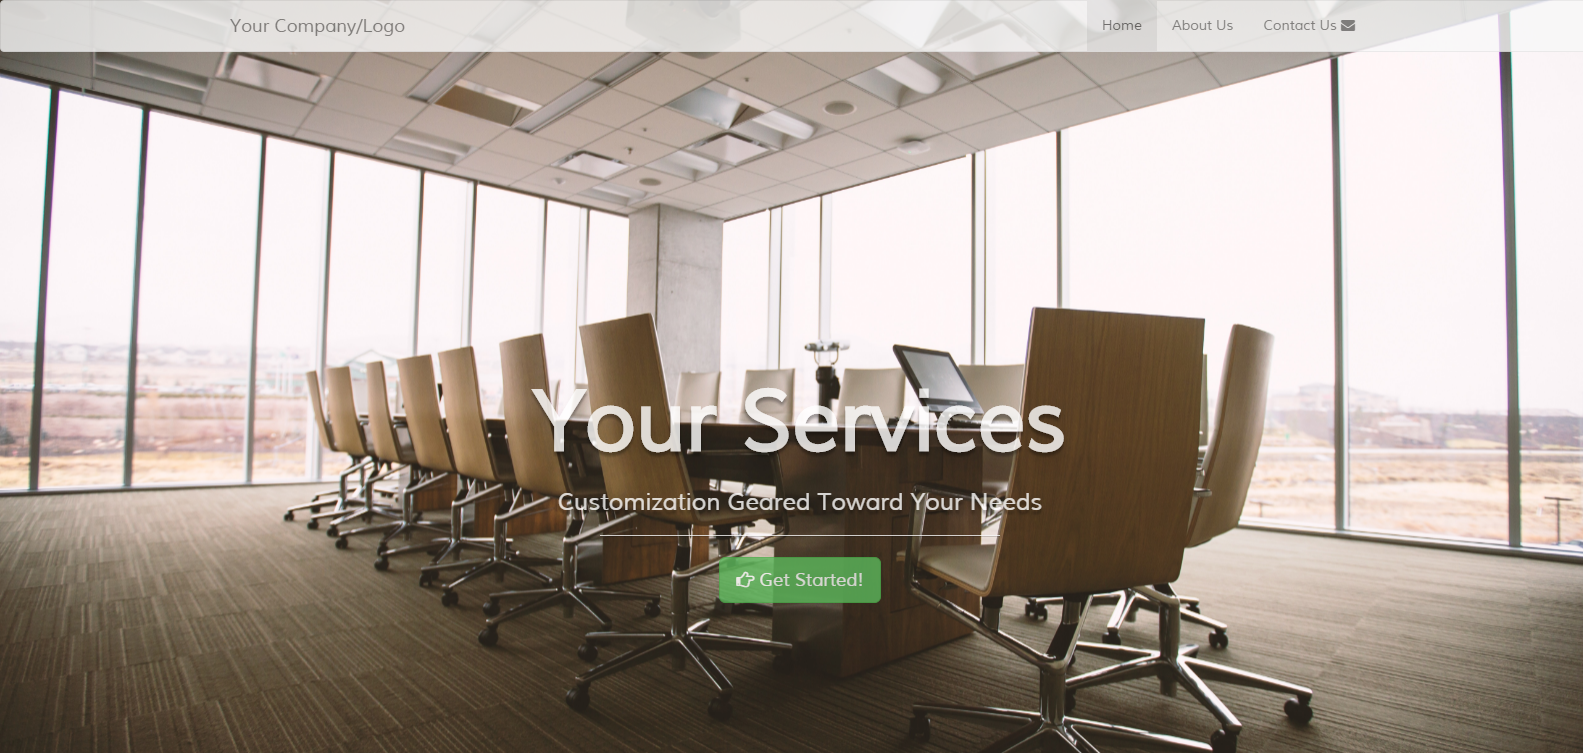 Your Company/Logo
Home About Us Contact Us
Your Services
Customization Geared Toward Your Needs
Get Started!